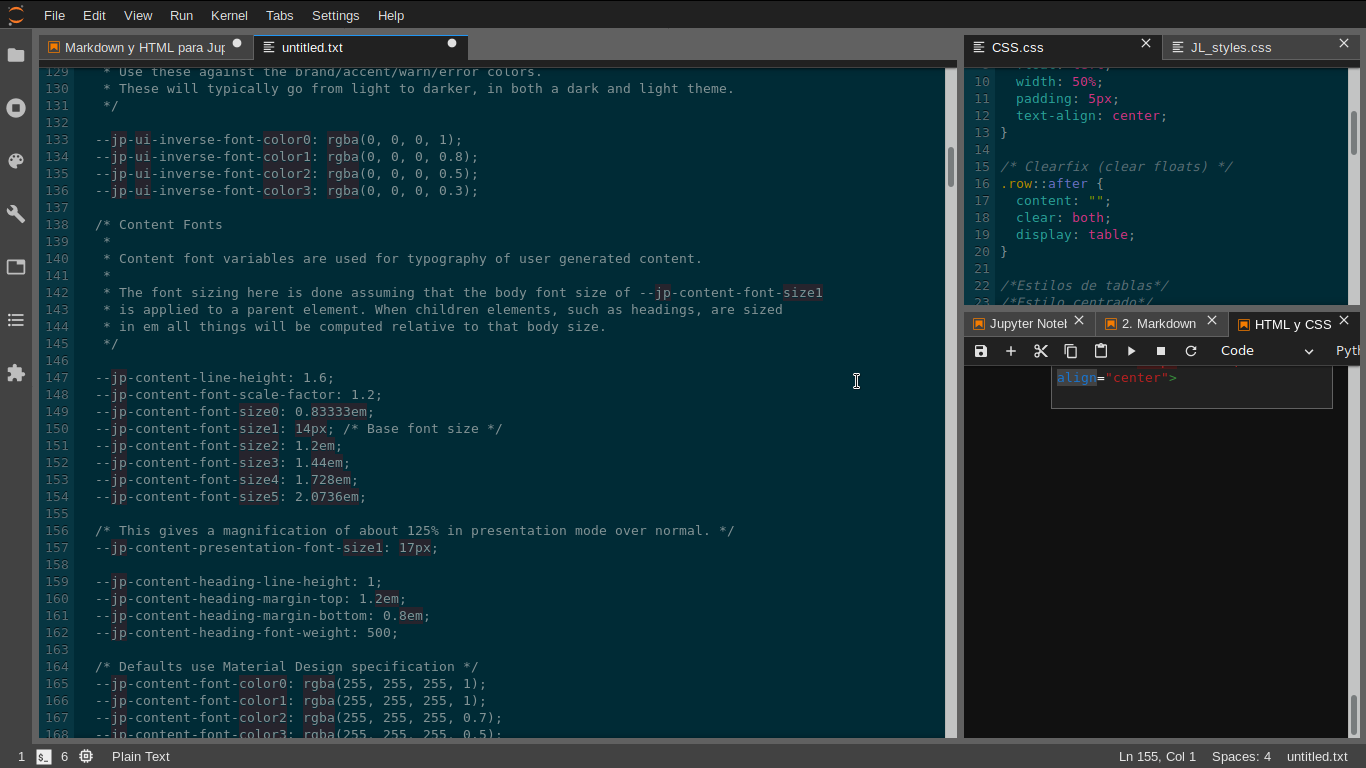 File Edit View Run Kernel Tabs Settings Help
Markdown y HTML para Jup
untitled.txt
129 * Use these against the brand/accent/warn/error colors.
130 * These will typically go from light to darker, in both a dark and light theme.
131 */
132
133 --jp-ui-inverse-font-color0: rgba(0, 0, 0, 1);
134 --jp-ui-inverse-font-color1: rgba(0, 0, 0, 0.8);
135 --jp-ui-inverse-font-color2: rgba(0, 0, 0, 0.5);
136 --jp-ui-inverse-font-color3: rgba(0, 0, 0, 0.3);
137
138 /* Content Fonts
139 *
140 * Content font variables are used for typography of user generated content.
141 *
142 * The font sizing here is done assuming that the body font size of --jp-content-font-size1
143 * is applied to a parent element. When children elements, such as headings, are sized
144 * in em all things will be computed relative to that body size.
145 */
146
147 --jp-content-line-height: 1.6;
148 --jp-content-font-scale-factor: 1.2;
149 --jp-content-font-size0: 0.83333em;
150 --jp-content-font-size1: 14px; /* Base font size */
151 --jp-content-font-size2: 1.2em;
152 --jp-content-font-size3: 1.44em;
153 --jp-content-font-size4: 1.728em;
154 --jp-content-font-size5: 2.0736em;
155
156 /* This gives a magnification of about 125% in presentation mode over normal. */
157 --jp-content-presentation-font-size1: 17px;
158
159 --jp-content-heading-line-height: 1;
160 --jp-content-heading-margin-top: 1.2em;
161 --jp-content-heading-margin-bottom: 0.8em;
162 --jp-content-heading-font-weight: 500;
163
164 /* Defaults use Material Design specification */
165 --jp-content-font-color0: rgba(255, 255, 255, 1);
166 --jp-content-font-color1: rgba(255, 255, 255, 1);
167 --jp-content-font-color2: rgba(255, 255, 255, 0.7);
168 --jp-content-font-color3: rgba(255, 255, 255, 0.5);
CSS.css
JL_styles.css
10 width: 50%;
11 padding: 5px;
12 text-align: center;
13 }
14
15 /* Clearfix (clear floats) */
16 .row::after {
17 content: "";
18 clear: both;
19 display: table;
20 }
21
22 /*Estilos de tablas*/
23 /*Estilo centrado*/
Jupyter Noteb
2. Markdown
HTML y CSS
Code
Pyth
align="center">
1 6 Plain Text
Ln 155, Col 1 Spaces: 4 untitled.txt